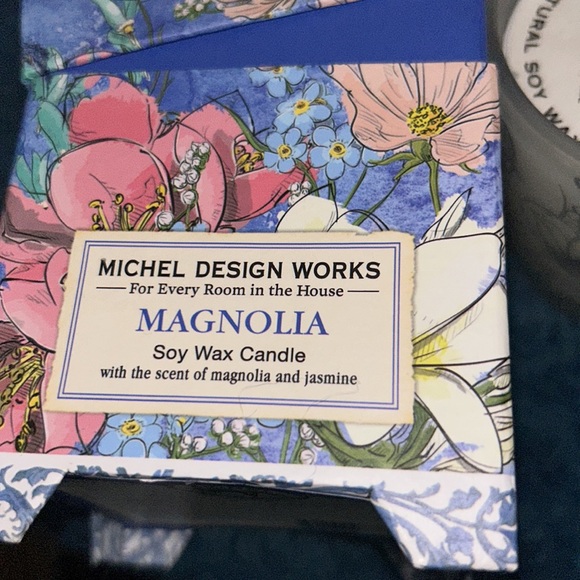 MICHEL DESIGN WORKS
For Every Room in the House
MAGNOLIA
Soy Wax Candle
with the scent of magnolia and jasmine
SOY